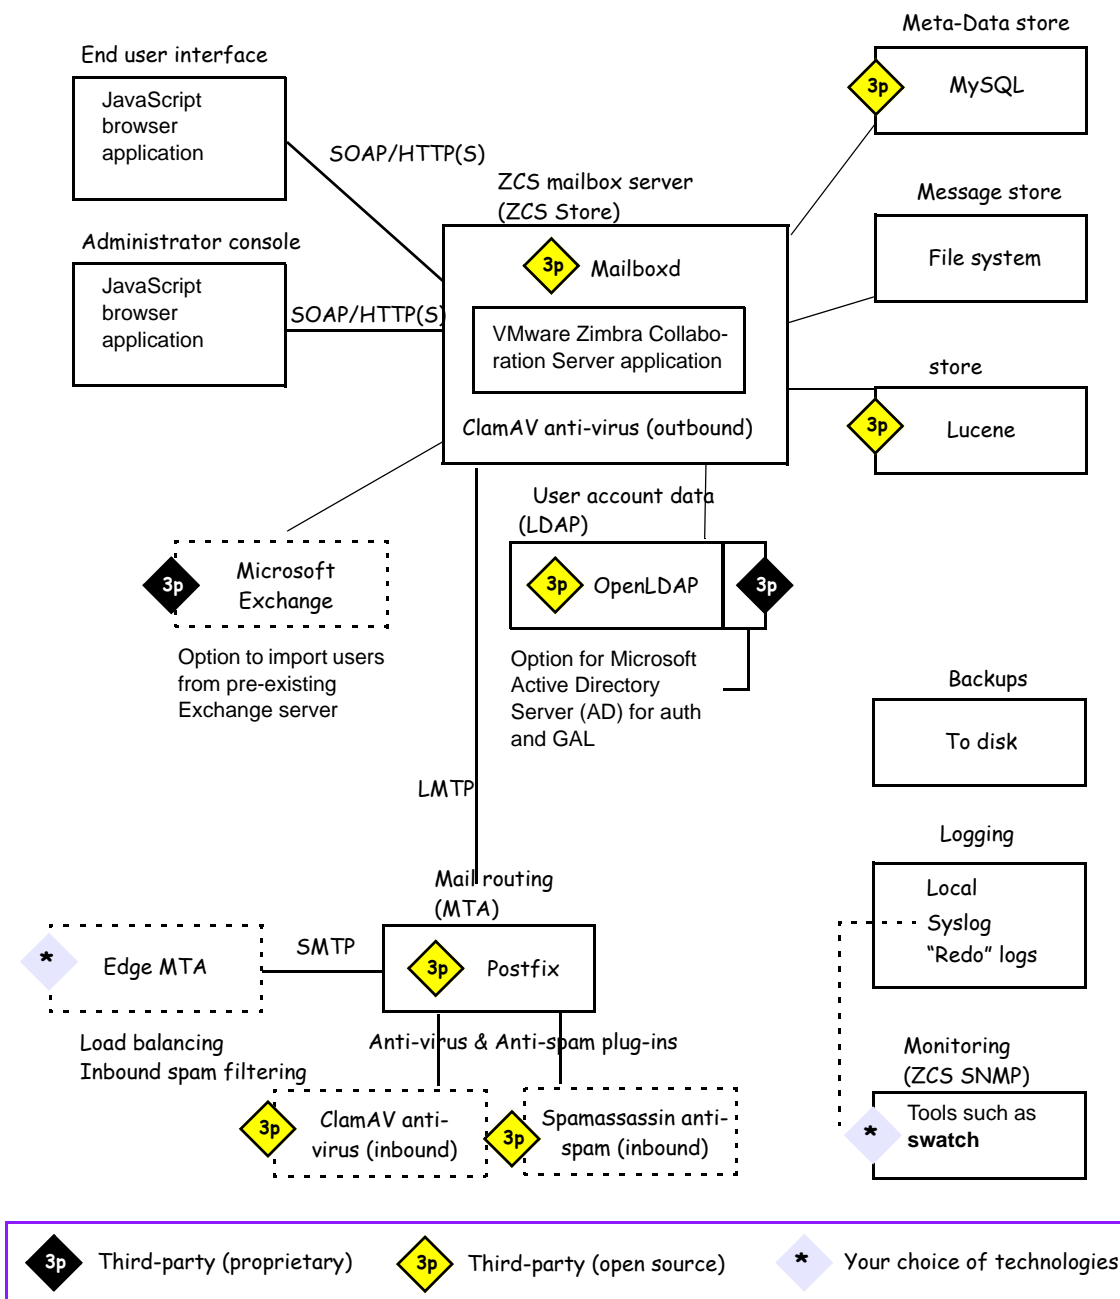 Meta-Data store
3p
MySQL
End user interface
JavaScript
browser
application
SOAP/HTTP(S)
ZCS mailbox server
(ZCS Store)
Message store
File system
Administrator console
JavaScript
browser
application
SOAP/HTTP(S)
3p
Mailboxd
VMware Zimbra Collabo-
ration Server application
ClamAV anti-virus (outbound)
store
3p
Lucene
User account data
(LDAP)
3p
Microsoft
Exchange
3p
OpenLDAP
3p
Option to import users
from pre-existing
Exchange server
Option for Microsoft
Active Directory
Server (AD) for auth
and GAL
Backups
To disk
LMTP
Logging
Local
Syslog
“Redo” logs
Mail routing
(MTA)
*
Edge MTA
SMTP
3p
Postfix
Load balancing
Inbound spam filtering
Anti-virus & Anti-spam plug-ins
Monitoring
(ZCS SNMP)
3p
ClamAV anti-
virus (inbound)
3p
Spamassassin anti-
spam (inbound)
*
Tools such as
swatch
3p
Third-party (proprietary)
3p
Third-party (open source)
*
Your choice of technologies